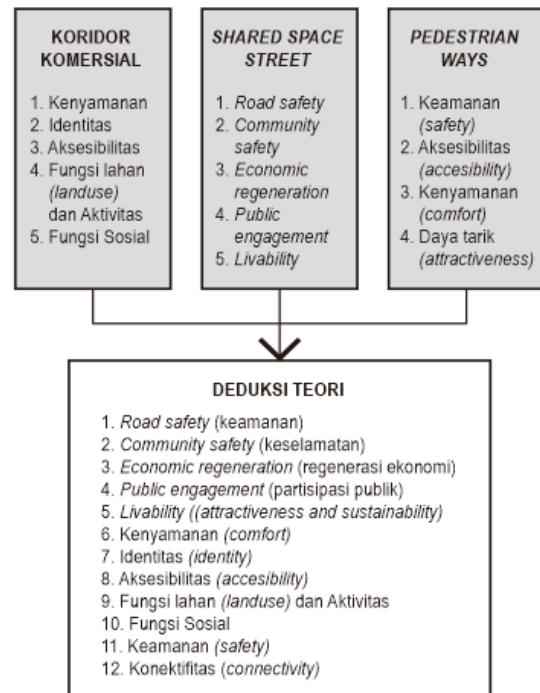 KORIDOR
KOMERSIAL
1. Kenyamanan
2. Identitas
3. Aksesibilitas
4. Fungsi lahan
(landuse)
dan Aktivitas
5. Fungsi Sosial
SHARED SPACE
STREET
1. Road safety
2. Community
safety
3. Economic
regeneration
4. Public
engagement
5. Livability
PEDESTRIAN
WAYS
1. Keamanan
(safety)
2. Aksesibilitas
(accesibility)
3. Kenyamanan
(comfort)
4. Daya tarik
(attractiveness)
DEDUKSI TEORI
1. Road safety (keamanan)
2. Community safety (keselamatan)
3. Economic regeneration (regenerasi ekonomi)
4. Public engagement (partisipasi publik)
5. Livability ((attractiveness and sustainability)
6. Kenyamanan (comfort)
7. Identitas (identity)
8. Aksesibilitas (accesibility)
9. Fungsi lahan (landuse) dan Aktivitas
10. Fungsi Sosial
11. Keamanan (safety)
12. Konektifitas (connectivity)